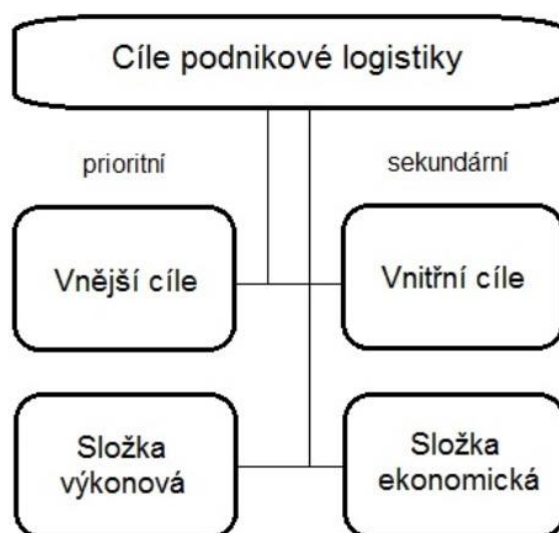 Cíle podnikové logistiky
prioritní
sekundární
Vnější cíle
Vnitřní cíle
Složka
výkonová
Složka
ekonomická